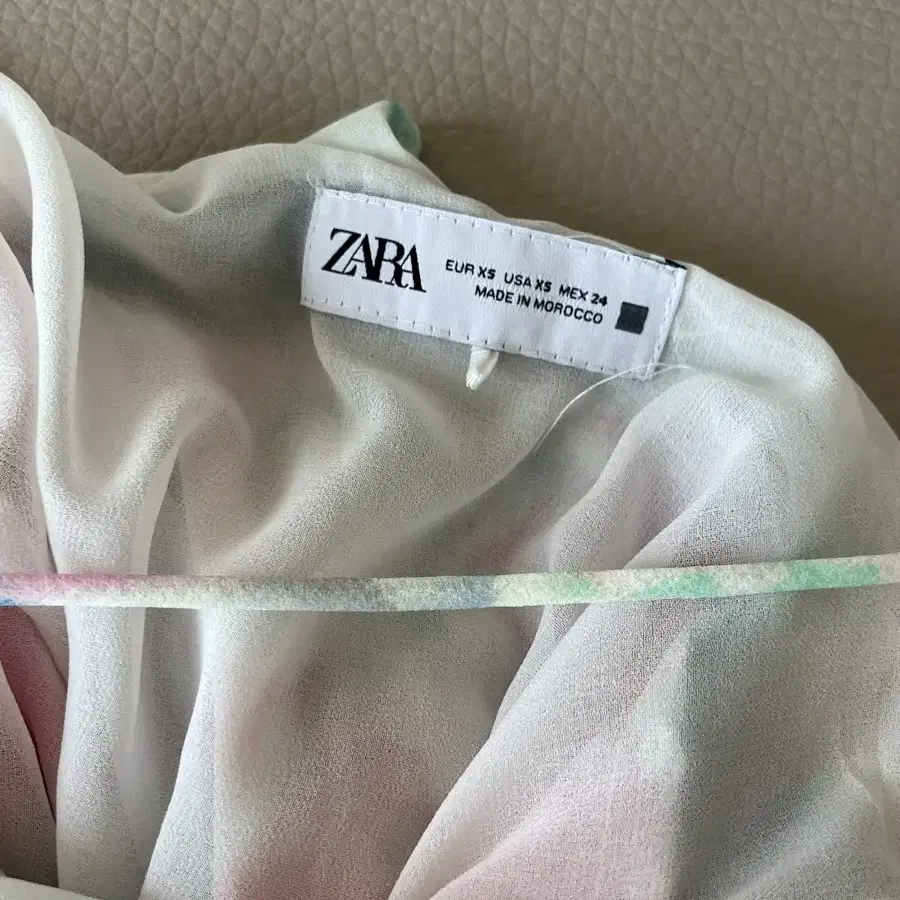 ZARA
EUR XS USA XS MEX 24
MADE IN MOROCCO